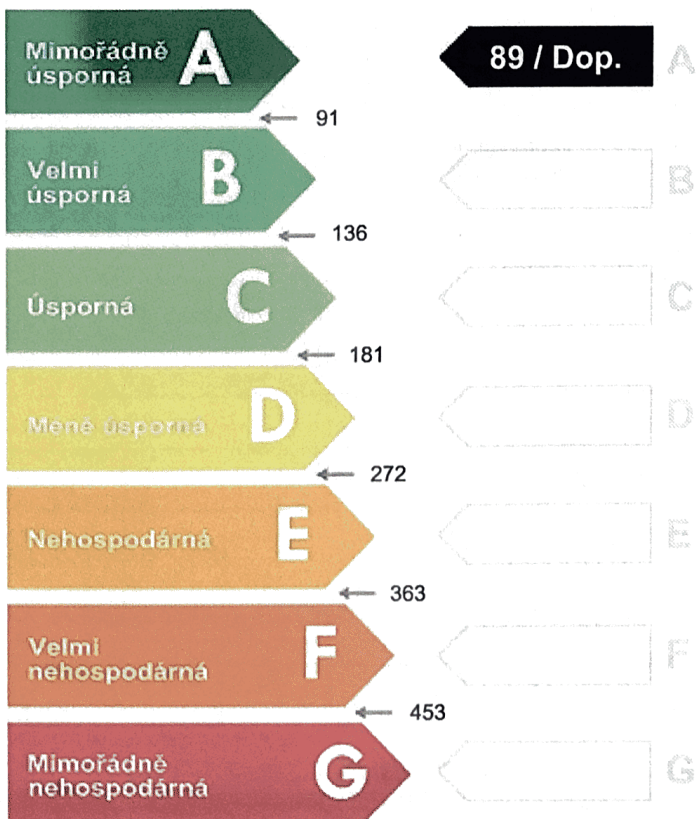 Mimořádně
úsporná
A
89 / Dop.
A
91
Velmi
úsporná
B
B
136
Úsporná
C
C
181
Méně úsporná
D
D
272
Nehospodárná
E
E
363
Velmi
nehospodárná
F
F
453
Mimořádně
nehospodárná
G
G